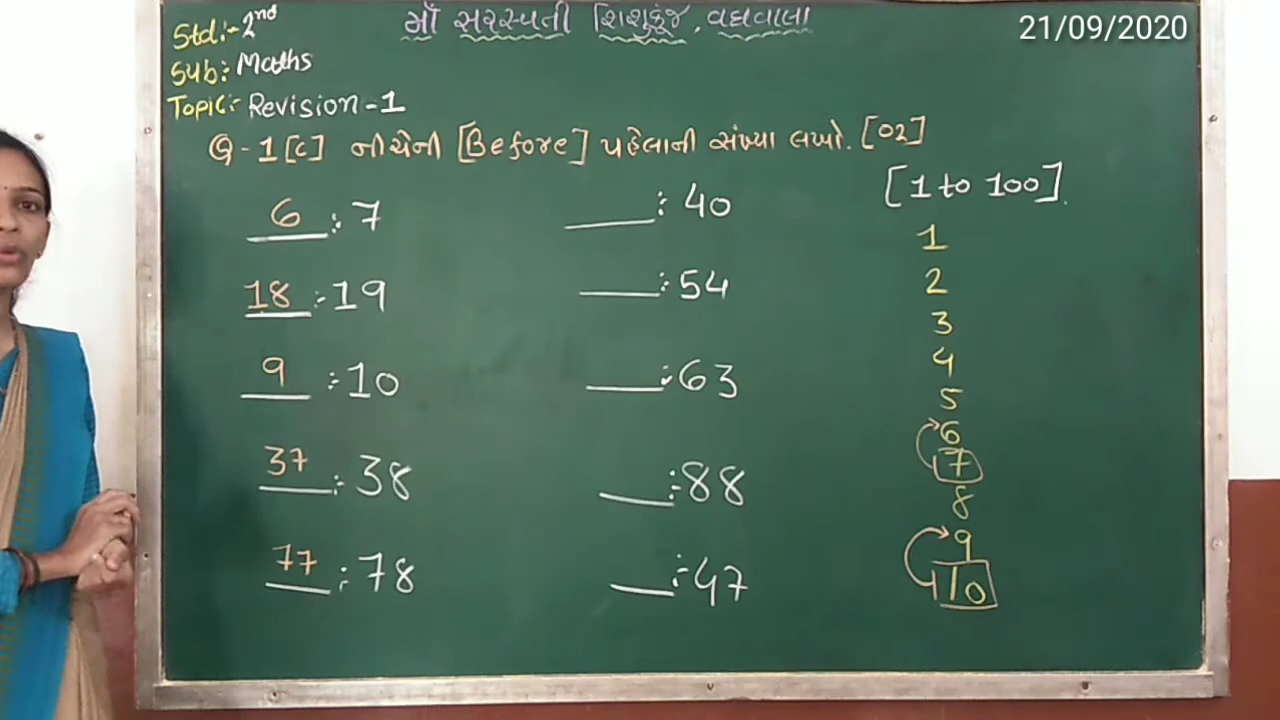 Std:- 2nd
માઁ સરસ્વતી શિશુકુંજ, વઘવાલા
21/09/2020
Sub: Maths
Topic:- Revision - 1
Q - 1 [C] નીચેની [Before] પહેલાની સંખ્યા લખો. [02]
6 : 7
18 :- 19
9 : 10
37 :- 38
77 : 78
___ : 40
___ : 54
___ : 63
___ :- 88
___ :- 47
[1 to 100]
1
2
3
4
5
6
7
8
9
10